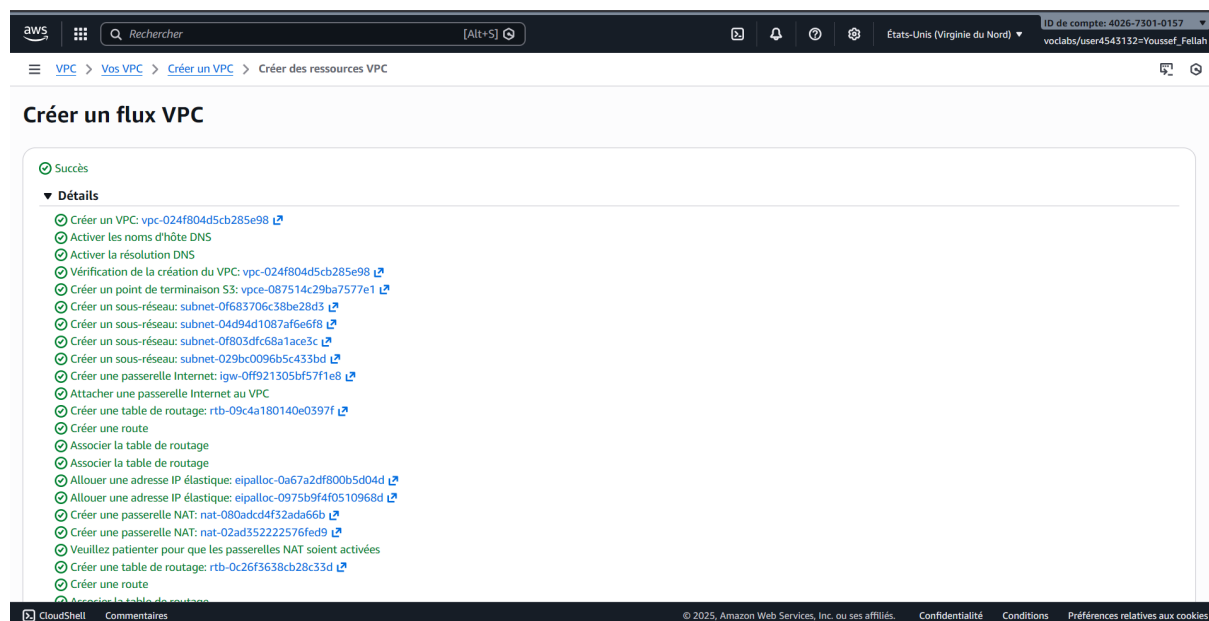 aws
Rechercher
[Alt+S]
États-Unis (Virginie du Nord) ▼
ID de compte: 4026-7301-0157 ▼
voclabs/user4543132=Youssef_Fellah
VPC > Vos VPC > Créer un VPC > Créer des ressources VPC
Créer un flux VPC
Succès
▼ Détails
Créer un VPC: vpc-024f804d5cb285e98
Activer les noms d'hôte DNS
Activer la résolution DNS
Vérification de la création du VPC: vpc-024f804d5cb285e98
Créer un point de terminaison S3: vpce-087514c29ba7577e1
Créer un sous-réseau: subnet-0f683706c38be28d3
Créer un sous-réseau: subnet-04d94d1087af6e6f8
Créer un sous-réseau: subnet-0f803dfc68a1ace3c
Créer un sous-réseau: subnet-029bc0096b5c433bd
Créer une passerelle Internet: igw-0ff921305bf57f1e8
Attacher une passerelle Internet au VPC
Créer une table de routage: rtb-09c4a180140e0397f
Créer une route
Associer la table de routage
Associer la table de routage
Allouer une adresse IP élastique: eipalloc-0a67a2df800b5d04d
Allouer une adresse IP élastique: eipalloc-0975b9f4f0510968d
Créer une passerelle NAT: nat-080adcd4f32ada66b
Créer une passerelle NAT: nat-02ad352222576fed9
Veuillez patienter pour que les passerelles NAT soient activées
Créer une table de routage: rtb-0c26f3638cb28c33d
Créer une route
Associer la table de routage
CloudShell Commentaires © 2025, Amazon Web Services, Inc. ou ses affiliés. Confidentialité Conditions Préférences relatives aux cookies